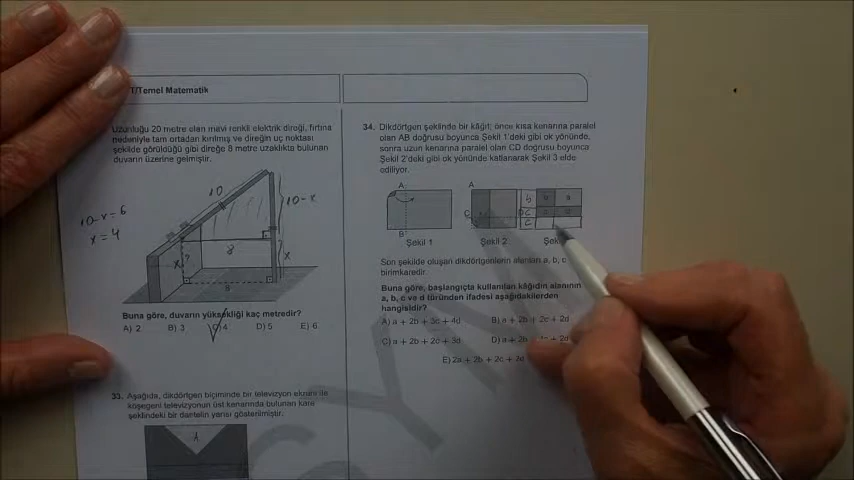 T/Temel Matematik
Uzunluğu 20 metre olan mavi renkli elektrik direği, fırtına
nedeniyle tam ortadan kırılmış ve direğin uç noktası
şekilde görüldüğü gibi direğe 8 metre uzaklıkta bulunan
duvarın üzerine gelmiştir.
10
10-x
10-x=6
x=4
x
?
8
x
8
Buna göre, duvarın yüksekliği kaç metredir?
A) 2 B) 3 C) 4 D) 5 E) 6
33. Aşağıda, dikdörtgen biçiminde bir televizyon ekranı ile
köşegeni televizyonun üst kenarında bulunan kare
şeklindeki bir dantelin yarısı gösterilmiştir.
A
34. Dikdörtgen şeklinde bir kâğıt; önce kısa kenarına paralel
olan AB doğrusu boyunca Şekil 1'deki gibi ok yönünde,
sonra uzun kenarına paralel olan CD doğrusu boyunca
Şekil 2'deki gibi ok yönünde katlanarak Şekil 3 elde
ediliyor.
A
B
Şekil 1
A
C
D
Şekil 2
b
a
c
c
Son şekilde oluşan dikdörtgenlerin alanları a, b, c
birimkaredir.
Buna göre, başlangıçta kullanılan kâğıdın alanının
a, b, c ve d türünden ifadesi aşağıdakilerden
hangisidir?
A) a + 2b + 3c + 4d B) a + 2b + 2c + 2d
C) a + 2b + 2c + 3d D) a + 2b
E) 2a + 2b + 2c +